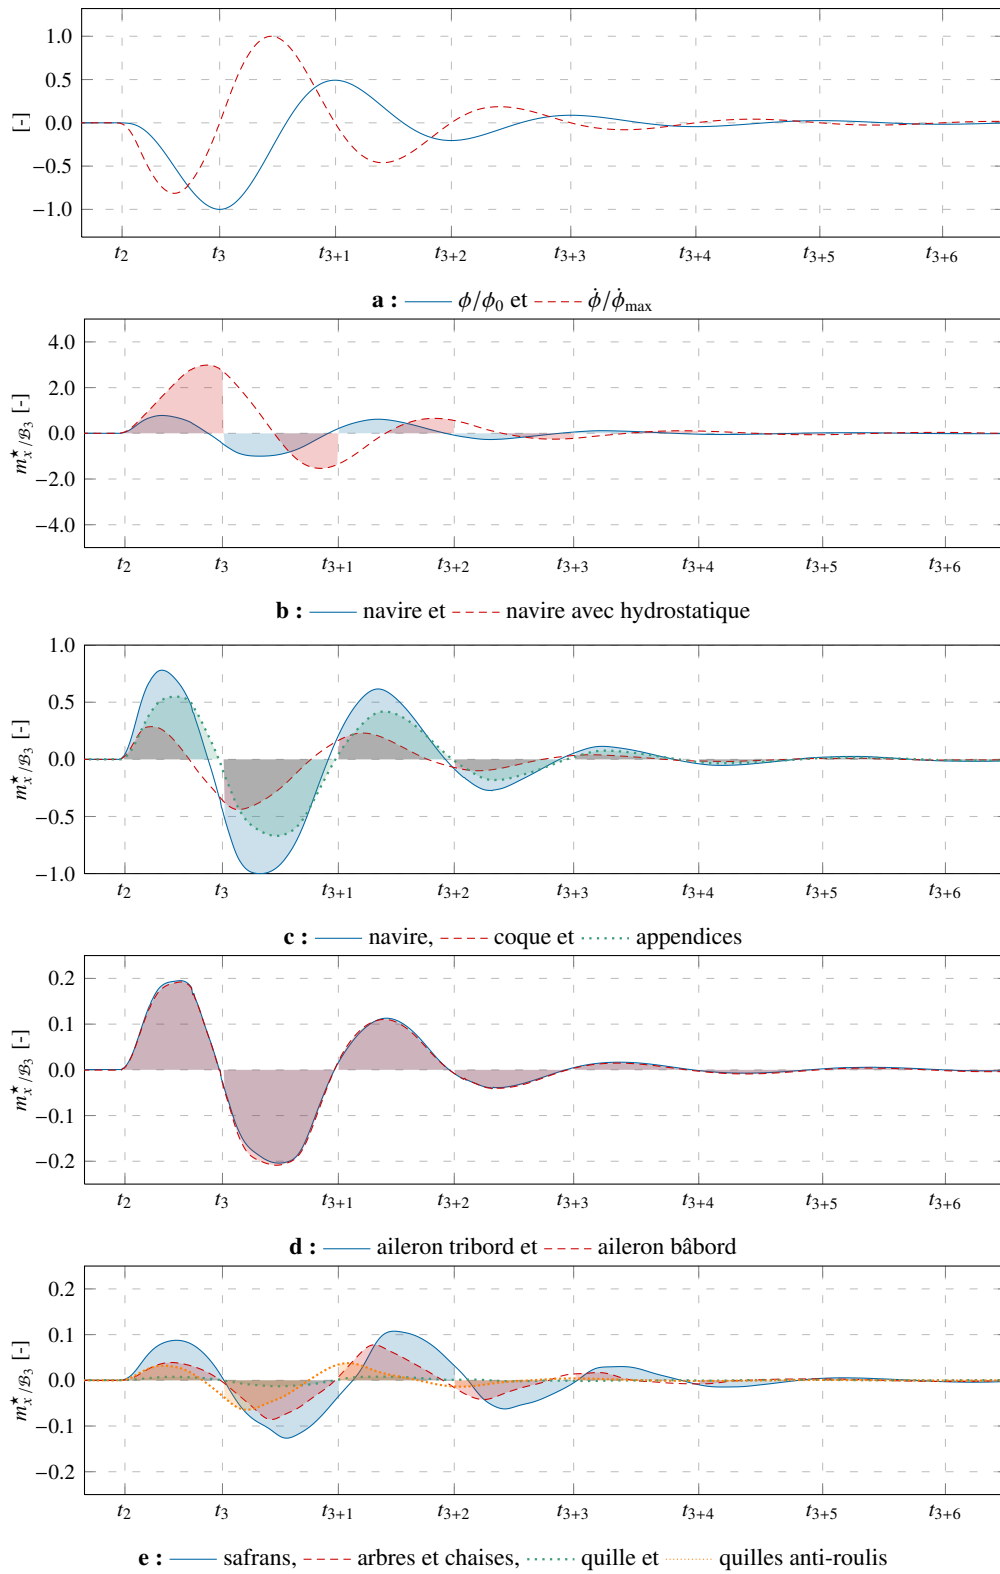 1.0
0.5
0.0
−0.5
−1.0
[-]
t2 t3 t3+1 t3+2 t3+3 t3+4 t3+5 t3+6
a : ϕ/ϕ0 et ϕ̇/ϕ̇max
4.0
2.0
0.0
−2.0
−4.0
m★x/B3 [-]
t2 t3 t3+1 t3+2 t3+3 t3+4 t3+5 t3+6
b : navire et navire avec hydrostatique
1.0
0.5
0.0
−0.5
−1.0
m★x/B3 [-]
t2 t3 t3+1 t3+2 t3+3 t3+4 t3+5 t3+6
c : navire, coque et appendices
0.2
0.1
0.0
−0.1
−0.2
m★x/B3 [-]
t2 t3 t3+1 t3+2 t3+3 t3+4 t3+5 t3+6
d : aileron tribord et aileron bâbord
0.2
0.1
0.0
−0.1
−0.2
m★x/B3 [-]
t2 t3 t3+1 t3+2 t3+3 t3+4 t3+5 t3+6
e : safrans, arbres et chaises, quille et quilles anti-roulis